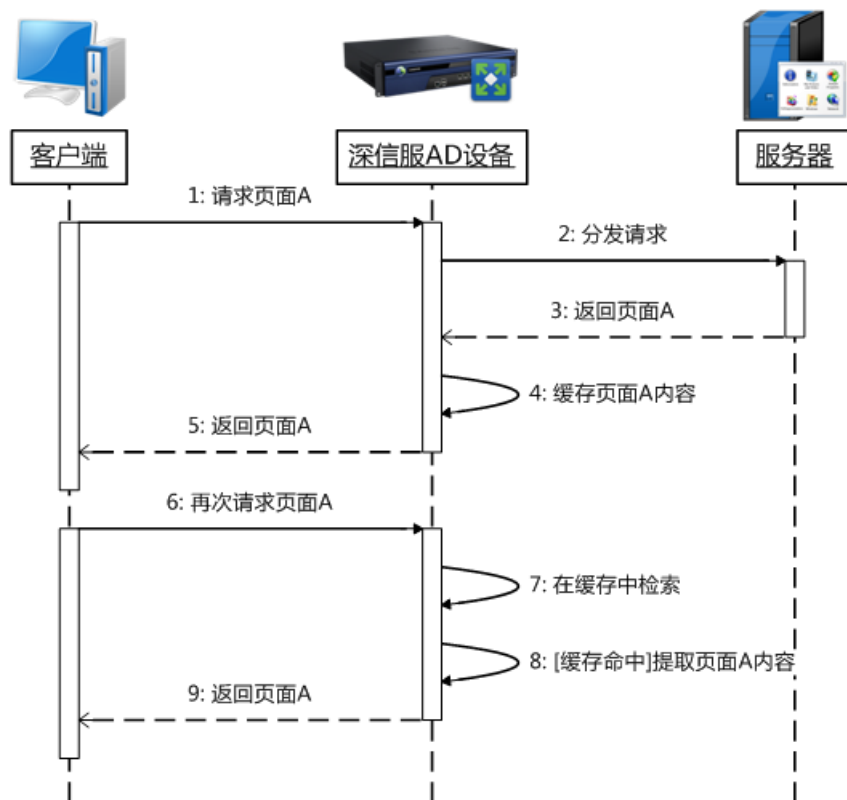 客户端
深信服AD设备
服务器
1: 请求页面A
2: 分发请求
3: 返回页面A
4: 缓存页面A内容
5: 返回页面A
6: 再次请求页面A
7: 在缓存中检索
8: [缓存命中]提取页面A内容
9: 返回页面A